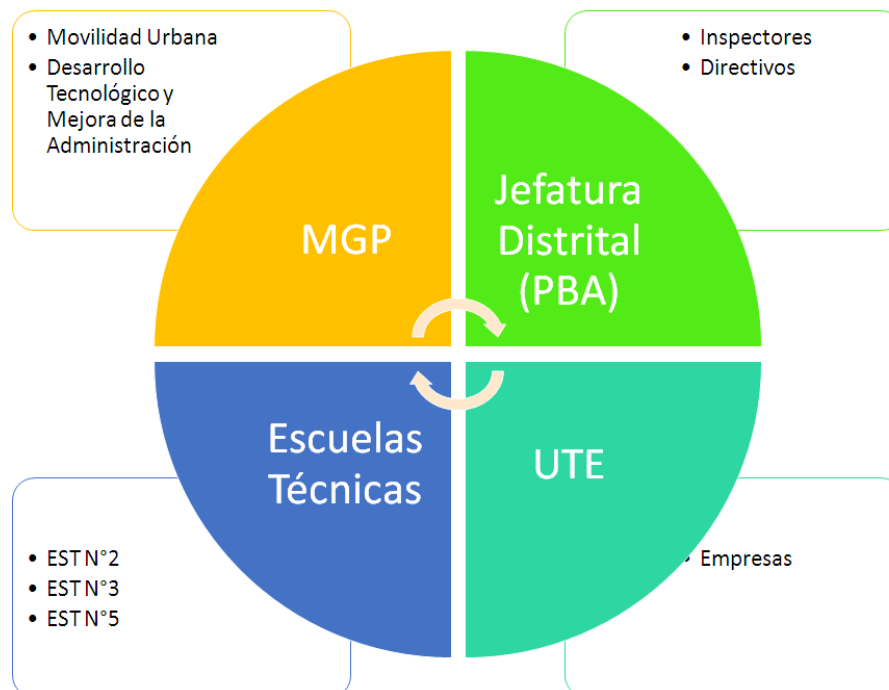 • Movilidad Urbana
• Desarrollo
Tecnológico y
Mejora de la
Administración
• Inspectores
• Directivos
MGP
Jefatura
Distrital
(PBA)
Escuelas
Técnicas
UTE
• EST N°2
• EST N°3
• EST N°5
• Empresas